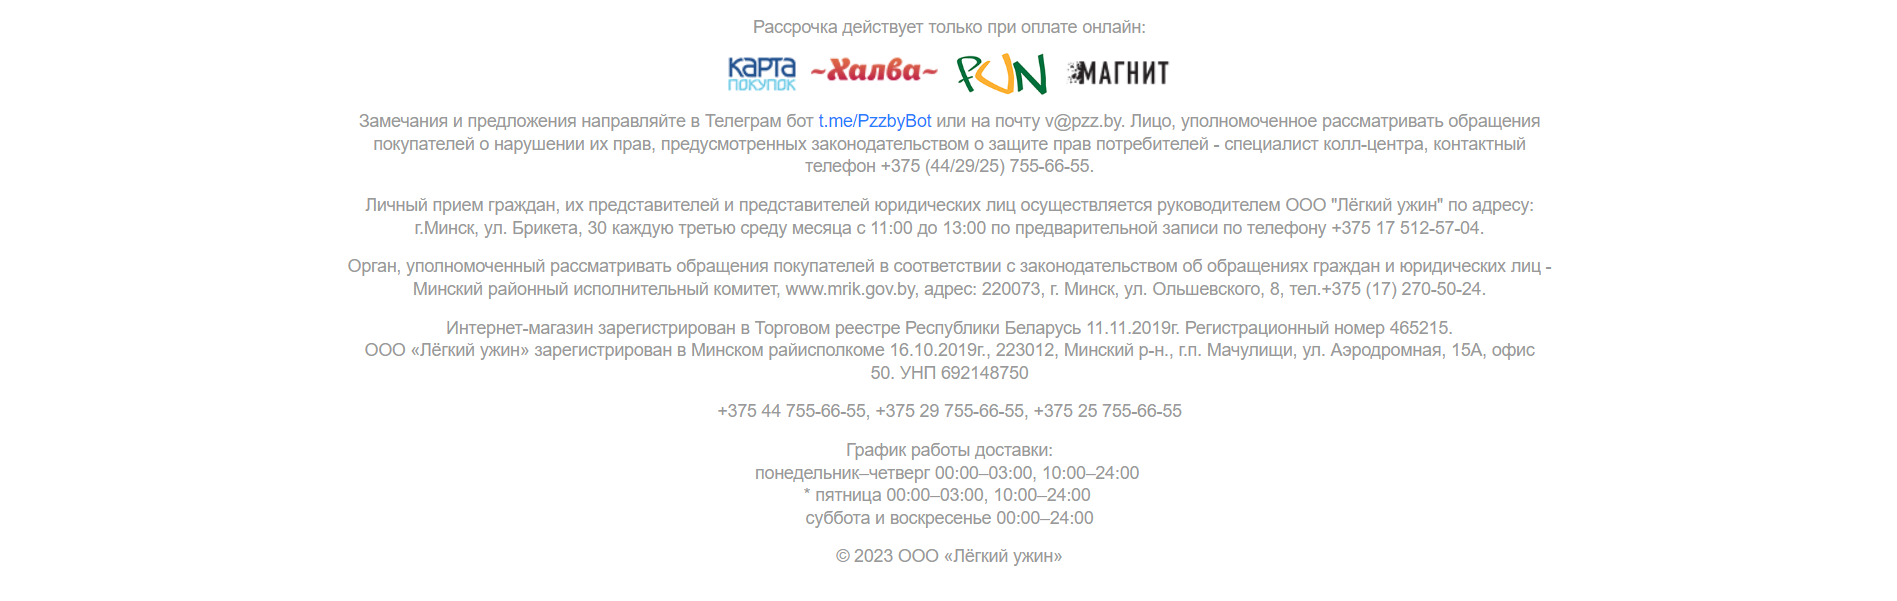 Рассрочка действует только при оплате онлайн:
карта покупок ~Халва~ FUN МАГНИТ
Замечания и предложения направляйте в Телеграм бот t.me/PzzbyBot или на почту v@pzz.by. Лицо, уполномоченное рассматривать обращения
покупателей о нарушении их прав, предусмотренных законодательством о защите прав потребителей - специалист колл-центра, контактный
телефон +375 (44/29/25) 755-66-55.
Личный прием граждан, их представителей и представителей юридических лиц осуществляется руководителем ООО "Лёгкий ужин" по адресу:
г.Минск, ул. Брикета, 30 каждую третью среду месяца с 11:00 до 13:00 по предварительной записи по телефону +375 17 512-57-04.
Орган, уполномоченный рассматривать обращения покупателей в соответствии с законодательством об обращениях граждан и юридических лиц -
Минский районный исполнительный комитет, www.mrik.gov.by, адрес: 220073, г. Минск, ул. Ольшевского, 8, тел.+375 (17) 270-50-24.
Интернет-магазин зарегистрирован в Торговом реестре Республики Беларусь 11.11.2019г. Регистрационный номер 465215.
ООО «Лёгкий ужин» зарегистрирован в Минском райисполкоме 16.10.2019г., 223012, Минский р-н., г.п. Мачулищи, ул. Аэродромная, 15А, офис
50. УНП 692148750
+375 44 755-66-55, +375 29 755-66-55, +375 25 755-66-55
График работы доставки:
понедельник–четверг 00:00–03:00, 10:00–24:00
* пятница 00:00–03:00, 10:00–24:00
суббота и воскресенье 00:00–24:00
© 2023 ООО «Лёгкий ужин»